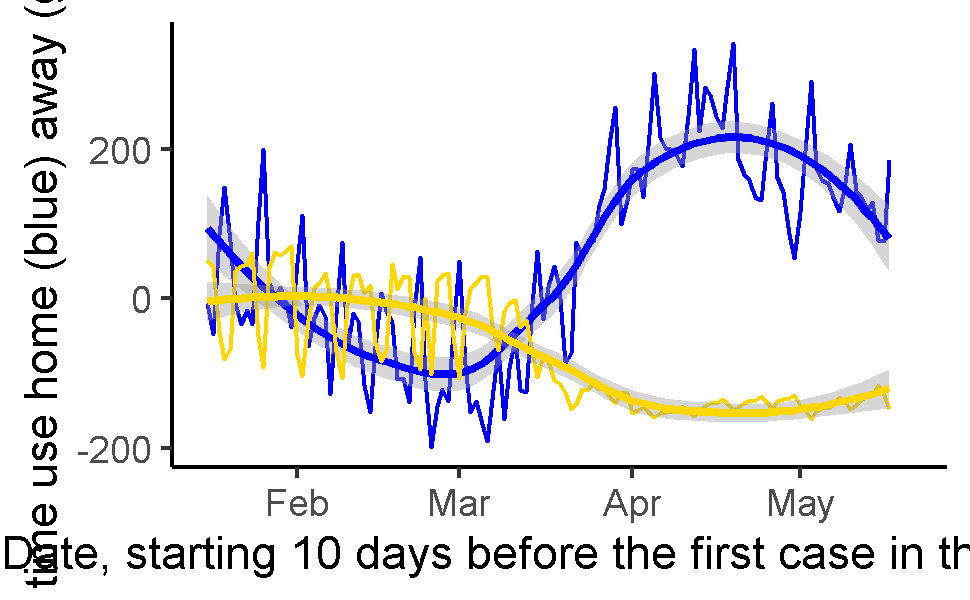 time use home (blue) away (
200
0
-200
Feb Mar Apr May
Date, starting 10 days before the first case in th